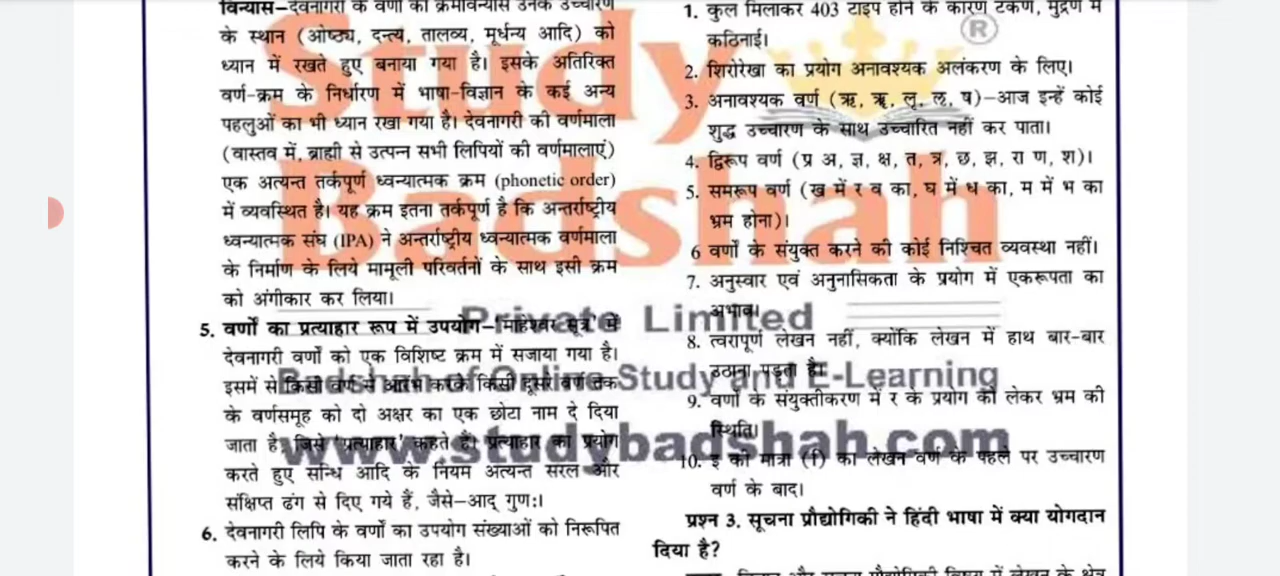 विन्यास–देवनागरी के वर्णों का क्रमविन्यास उनके उच्चारण
के स्थान (ओष्ठ्य, दन्त्य, तालव्य, मूर्धन्य आदि) को
ध्यान में रखते हुए बनाया गया है। इसके अतिरिक्त
वर्ण-क्रम के निर्धारण में भाषा-विज्ञान के कई अन्य
पहलुओं का भी ध्यान रखा गया है। देवनागरी की वर्णमाला
(वास्तव में, ब्राह्मी से उत्पन्न सभी लिपियों की वर्णमालाएं)
एक अत्यन्त तर्कपूर्ण ध्वन्यात्मक क्रम (phonetic order)
में व्यवस्थित है। यह क्रम इतना तर्कपूर्ण है कि अन्तर्राष्ट्रीय
ध्वन्यात्मक संघ (IPA) ने अन्तर्राष्ट्रीय ध्वन्यात्मक वर्णमाला
के निर्माण के लिये मामूली परिवर्तनों के साथ इसी क्रम
को अंगीकार कर लिया।
5. वर्णों का प्रत्याहार रूप में उपयोग–माहेश्वर सूत्र में
देवनागरी वर्णों को एक विशिष्ट क्रम में सजाया गया है।
इसमें से किसी वर्ण से आरंभ करके किसी दूसरे वर्ण तक
के वर्णसमूह को दो अक्षर का एक छोटा नाम दे दिया
जाता है जिसे 'प्रत्याहार' कहते हैं। प्रत्याहार का प्रयोग
करते हुए सन्धि आदि के नियम अत्यन्त सरल और
संक्षिप्त ढंग से दिए गये हैं, जैसे–आद् गुणः।
6. देवनागरी लिपि के वर्णों का उपयोग संख्याओं को निरूपित
करने के लिये किया जाता रहा है।
1. कुल मिलाकर 403 टाइप होने के कारण टंकण, मुद्रण में
कठिनाई।
2. शिरोरेखा का प्रयोग अनावश्यक अलंकरण के लिए।
3. अनावश्यक वर्ण (ऋ, ॠ, लृ, ॡ, ष)–आज इन्हें कोई
शुद्ध उच्चारण के साथ उच्चारित नहीं कर पाता।
4. द्विरूप वर्ण (प्र अ, ज्ञ, क्ष, त, त्र, छ, झ, रा ण, श)।
5. समरूप वर्ण (ख में र व का, घ में ध का, म में भ का
भ्रम होना)।
6 वर्णों के संयुक्त करने की कोई निश्चित व्यवस्था नहीं।
7. अनुस्वार एवं अनुनासिकता के प्रयोग में एकरूपता का
अभाव।
8. त्वरापूर्ण लेखन नहीं, क्योंकि लेखन में हाथ बार-बार
उठाना पड़ता है।
9. वर्णों के संयुक्तीकरण में र के प्रयोग को लेकर भ्रम की
स्थिति।
10. इ की मात्रा (ि) का लेखन वर्ण के पहले पर उच्चारण
वर्ण के बाद।
प्रश्न 3. सूचना प्रौद्योगिकी ने हिंदी भाषा में क्या योगदान
दिया है?
Study
Badshah
®
Private Limited
Badshah of Online Study and E-Learning
www.studybadshah.com